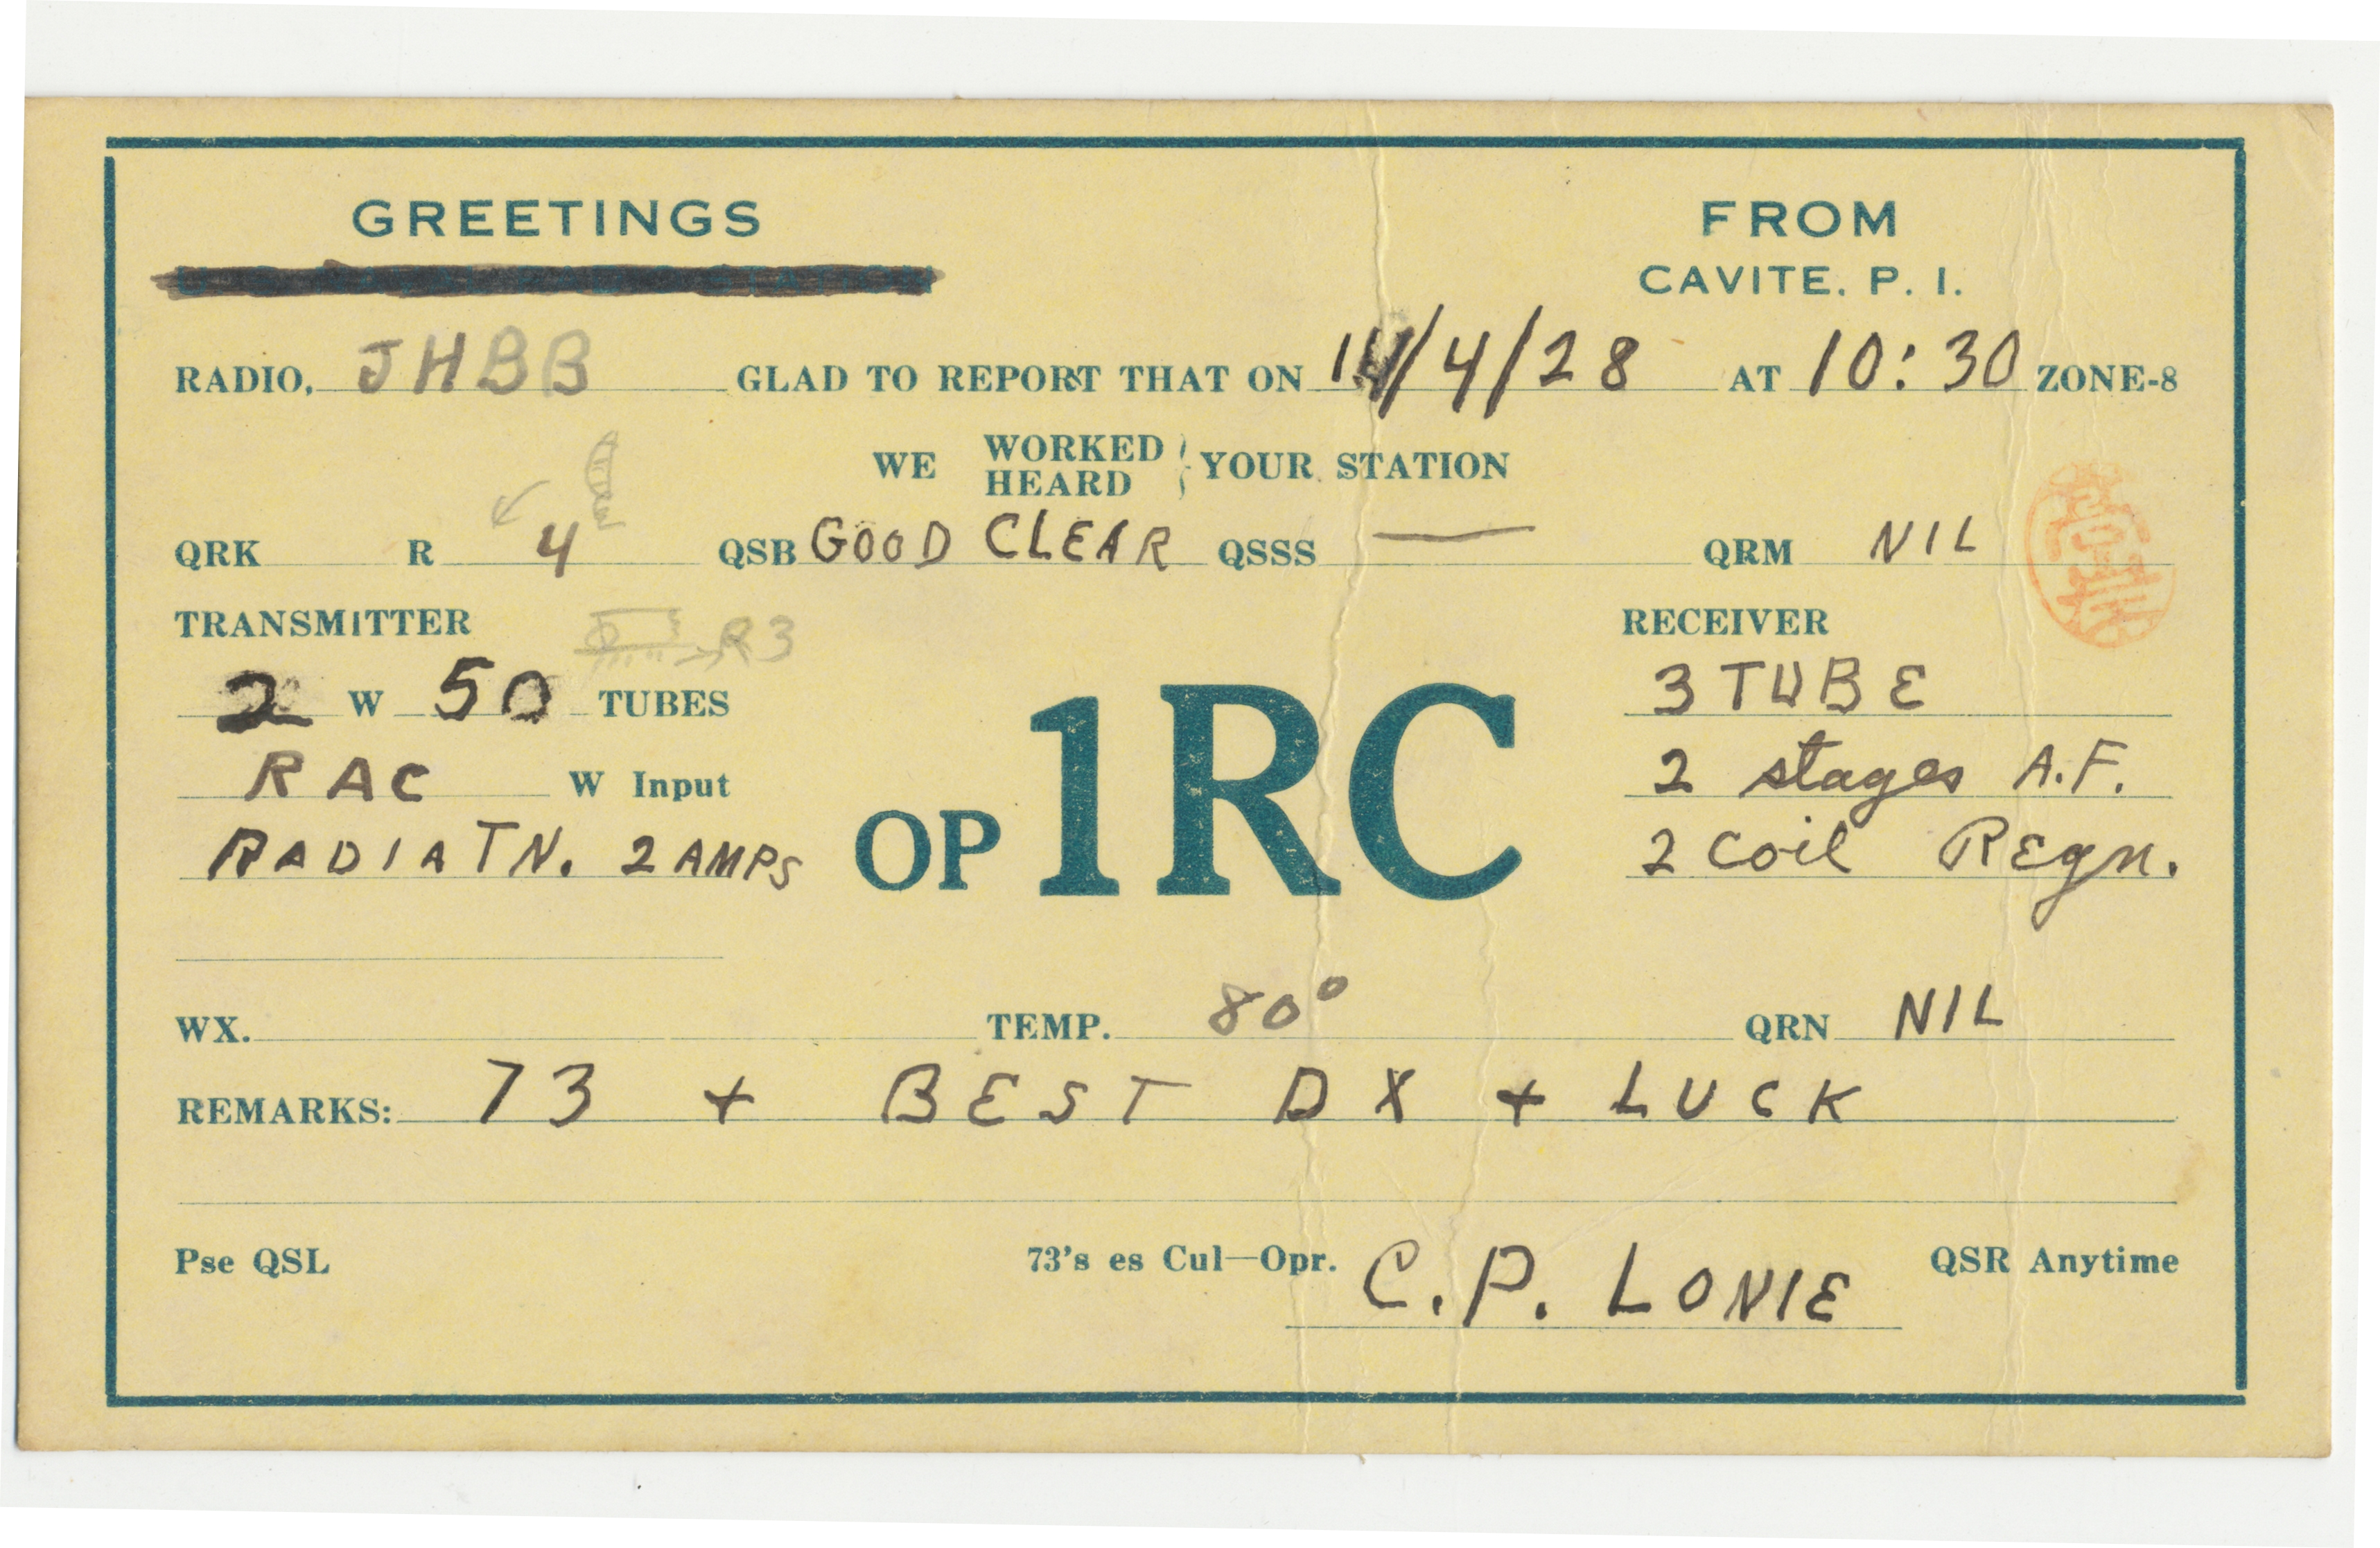 GREETINGS
FROM
CAVITE. P. I.
RADIO, JHBB GLAD TO REPORT THAT ON /4/28 AT 10:30 ZONE-8
WE WORKED
HEARD } YOUR STATION
QRK R 4 QSB GOOD CLEAR QSSS — QRM NIL
TRANSMITTER
R3
2 W 50 TUBES
RAC W Input
RADIATN. 2 AMPS
OP 1RC
RECEIVER
3 TUBE
2 stages A.F.
2 Coil Regn.
WX. TEMP. 80° QRN NIL
REMARKS: 73 + BEST DX + LUCK
Pse QSL 73's es Cul—Opr. C.P. LONIE QSR Anytime